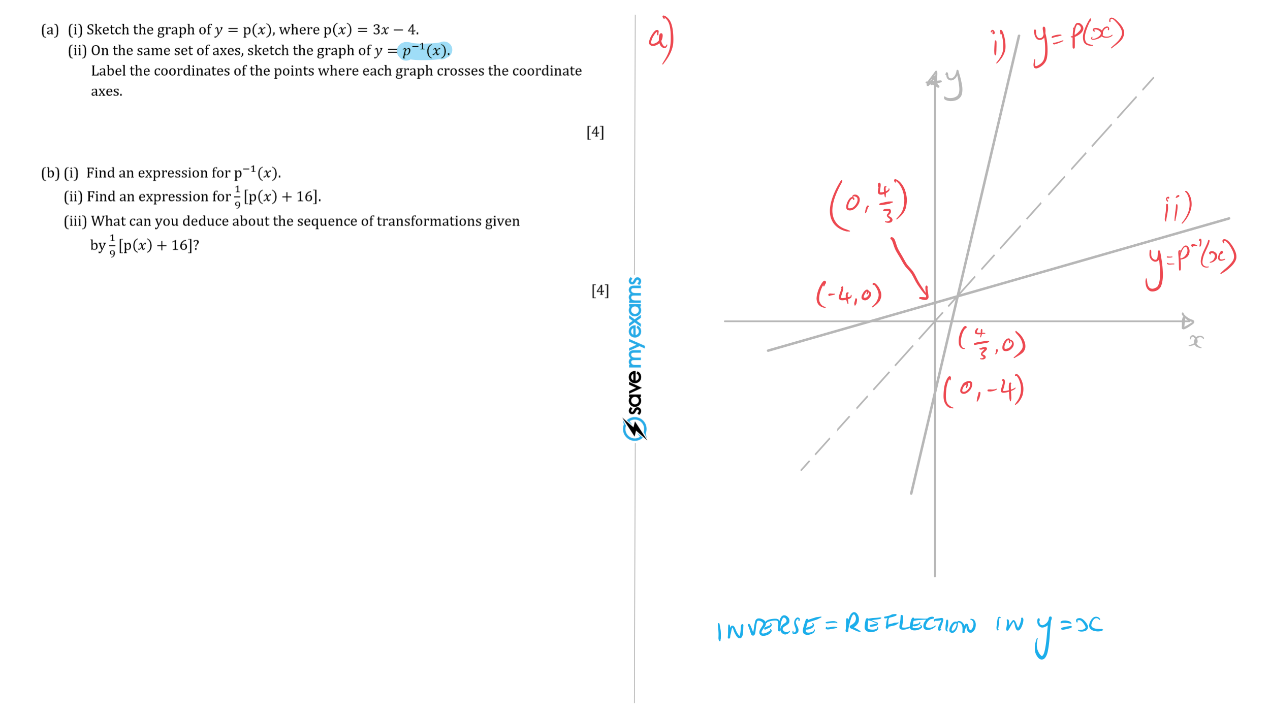 (a) (i) Sketch the graph of y = p(x), where p(x) = 3x − 4.
(ii) On the same set of axes, sketch the graph of y = p⁻¹(x).
Label the coordinates of the points where each graph crosses the coordinate
axes.
[4]
(b) (i) Find an expression for p⁻¹(x).
(ii) Find an expression for 1/9 [p(x) + 16].
(iii) What can you deduce about the sequence of transformations given
by 1/9 [p(x) + 16]?
[4]
savemyexams
a)
i) y = p(x)
y
(0, 4/3)
ii)
y = p⁻¹(x)
(-4, 0)
x
(4/3, 0)
(0, -4)
INVERSE = REFLECTION IN y = x